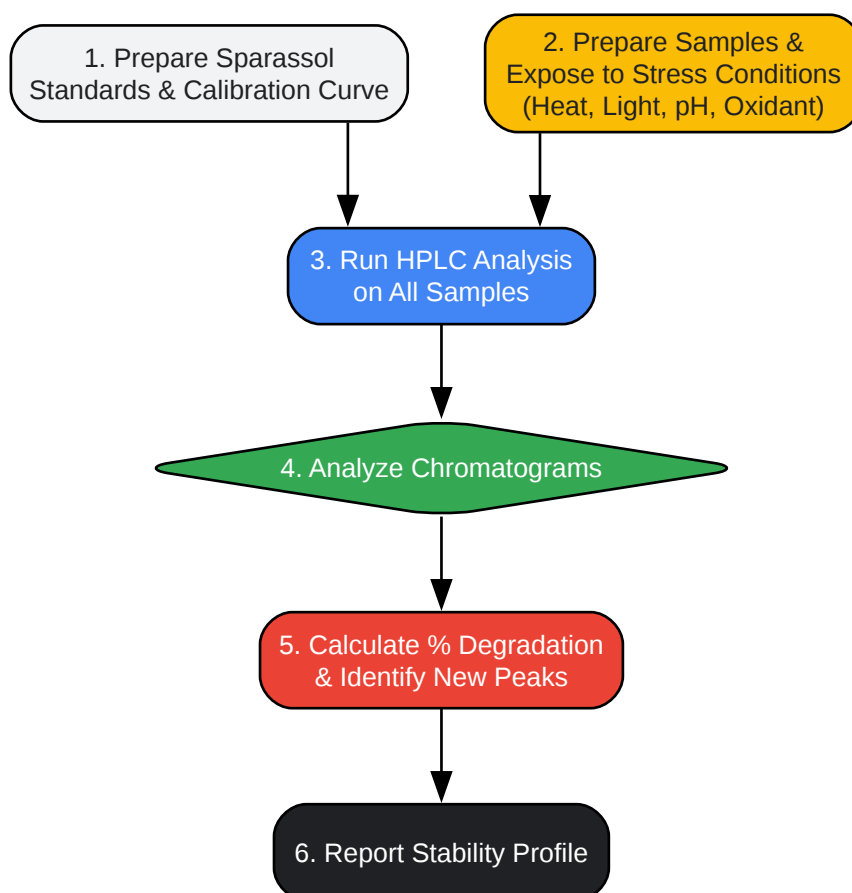 1. Prepare Sparassol
Standards & Calibration Curve
2. Prepare Samples &
Expose to Stress Conditions
(Heat, Light, pH, Oxidant)
3. Run HPLC Analysis
on All Samples
4. Analyze Chromatograms
5. Calculate % Degradation
& Identify New Peaks
6. Report Stability Profile